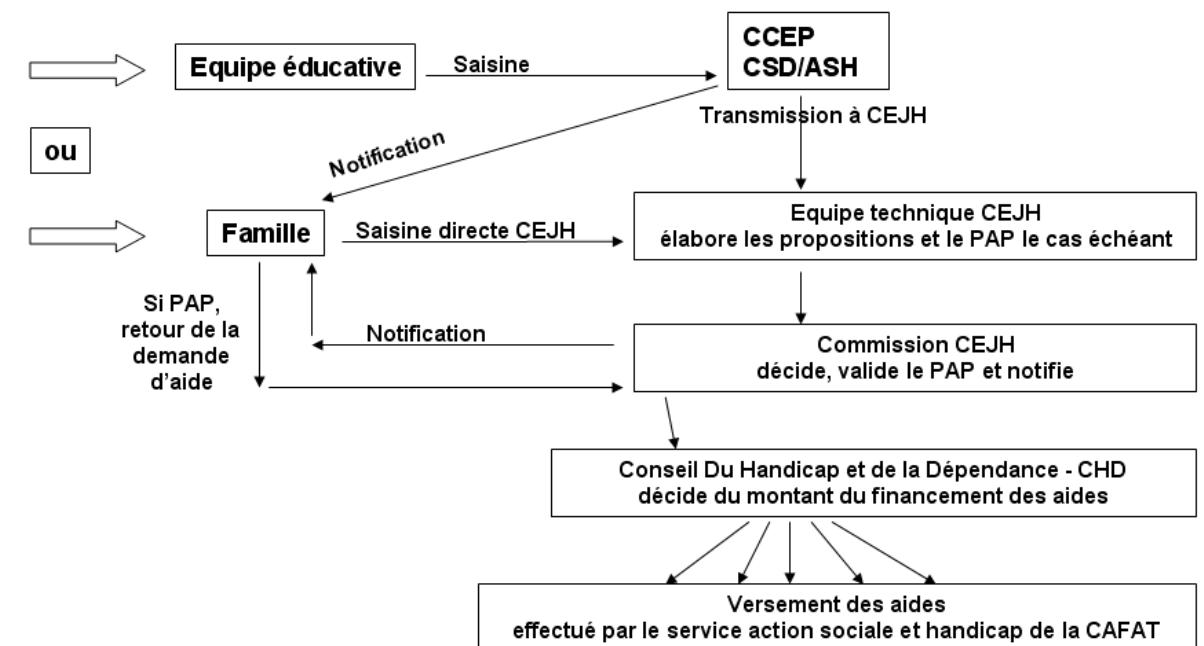 CCEP
CSD/ASH
Equipe éducative
Saisine
Transmission à CEJH
ou
Notification
Famille
Saisine directe CEJH
Equipe technique CEJH
élabore les propositions et le PAP le cas échéant
Si PAP,
retour de la
demande
d'aide
Notification
Commission CEJH
décide, valide le PAP et notifie
Conseil Du Handicap et de la Dépendance - CHD
décide du montant du financement des aides
Versement des aides
effectué par le service action sociale et handicap de la CAFAT